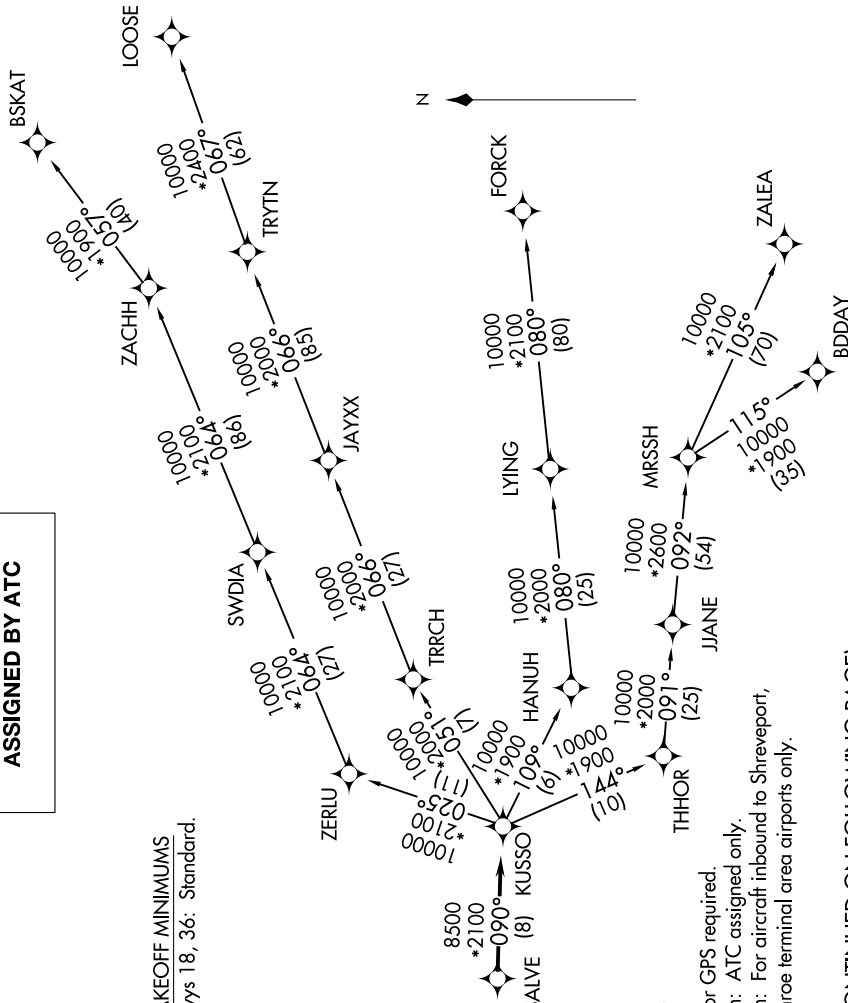 ASSIGNED BY ATC
BSKAT
LOOSE
10000
*1900
057°
(40)
10000
*2400
067°
(62)
ZACHH
TRYTN
10000
*2100
064°
(86)
10000
*2000
066°
(85)
N
FORCK
10000
*2100
080°
(80)
ZALEA
10000
*2100
105°
(70)
BDDAY
115°
10000
*1900
(35)
SWDIA
JAYXX
LYING
MRSSH
10000
*2100
064°
(27)
10000
*2000
066°
(27)
10000
*2000
080°
(25)
10000
*2600
092°
(54)
ZERLU
TRRCH
HANUH
JJANE
10000
*2100
025°
(11)
10000
*2000
051°
(7)
10000
*1900
109°
(6)
10000
*1900
144°
(10)
10000
*2000
091°
(25)
THHOR
KUSSO
8500
*2100
090°
(8)
ALVE
KEOFF MINIMUMS
ys 18, 36: Standard.
or GPS required.
: ATC assigned only.
: For aircraft inbound to Shreveport,
roe terminal area airports only.